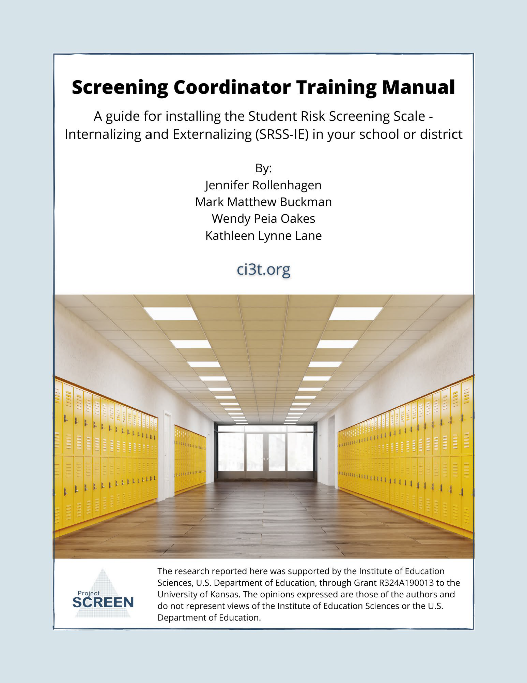 Screening Coordinator Training Manual
A guide for installing the Student Risk Screening Scale -
Internalizing and Externalizing (SRSS-IE) in your school or district
By:
Jennifer Rollenhagen
Mark Matthew Buckman
Wendy Peia Oakes
Kathleen Lynne Lane
ci3t.org
Project
SCREEN
The research reported here was supported by the Institute of Education
Sciences, U.S. Department of Education, through Grant R324A190013 to the
University of Kansas, The opinions expressed are those of the authors and
do not represent views of the Institute of Education Sciences or the U.S.
Department of Education.